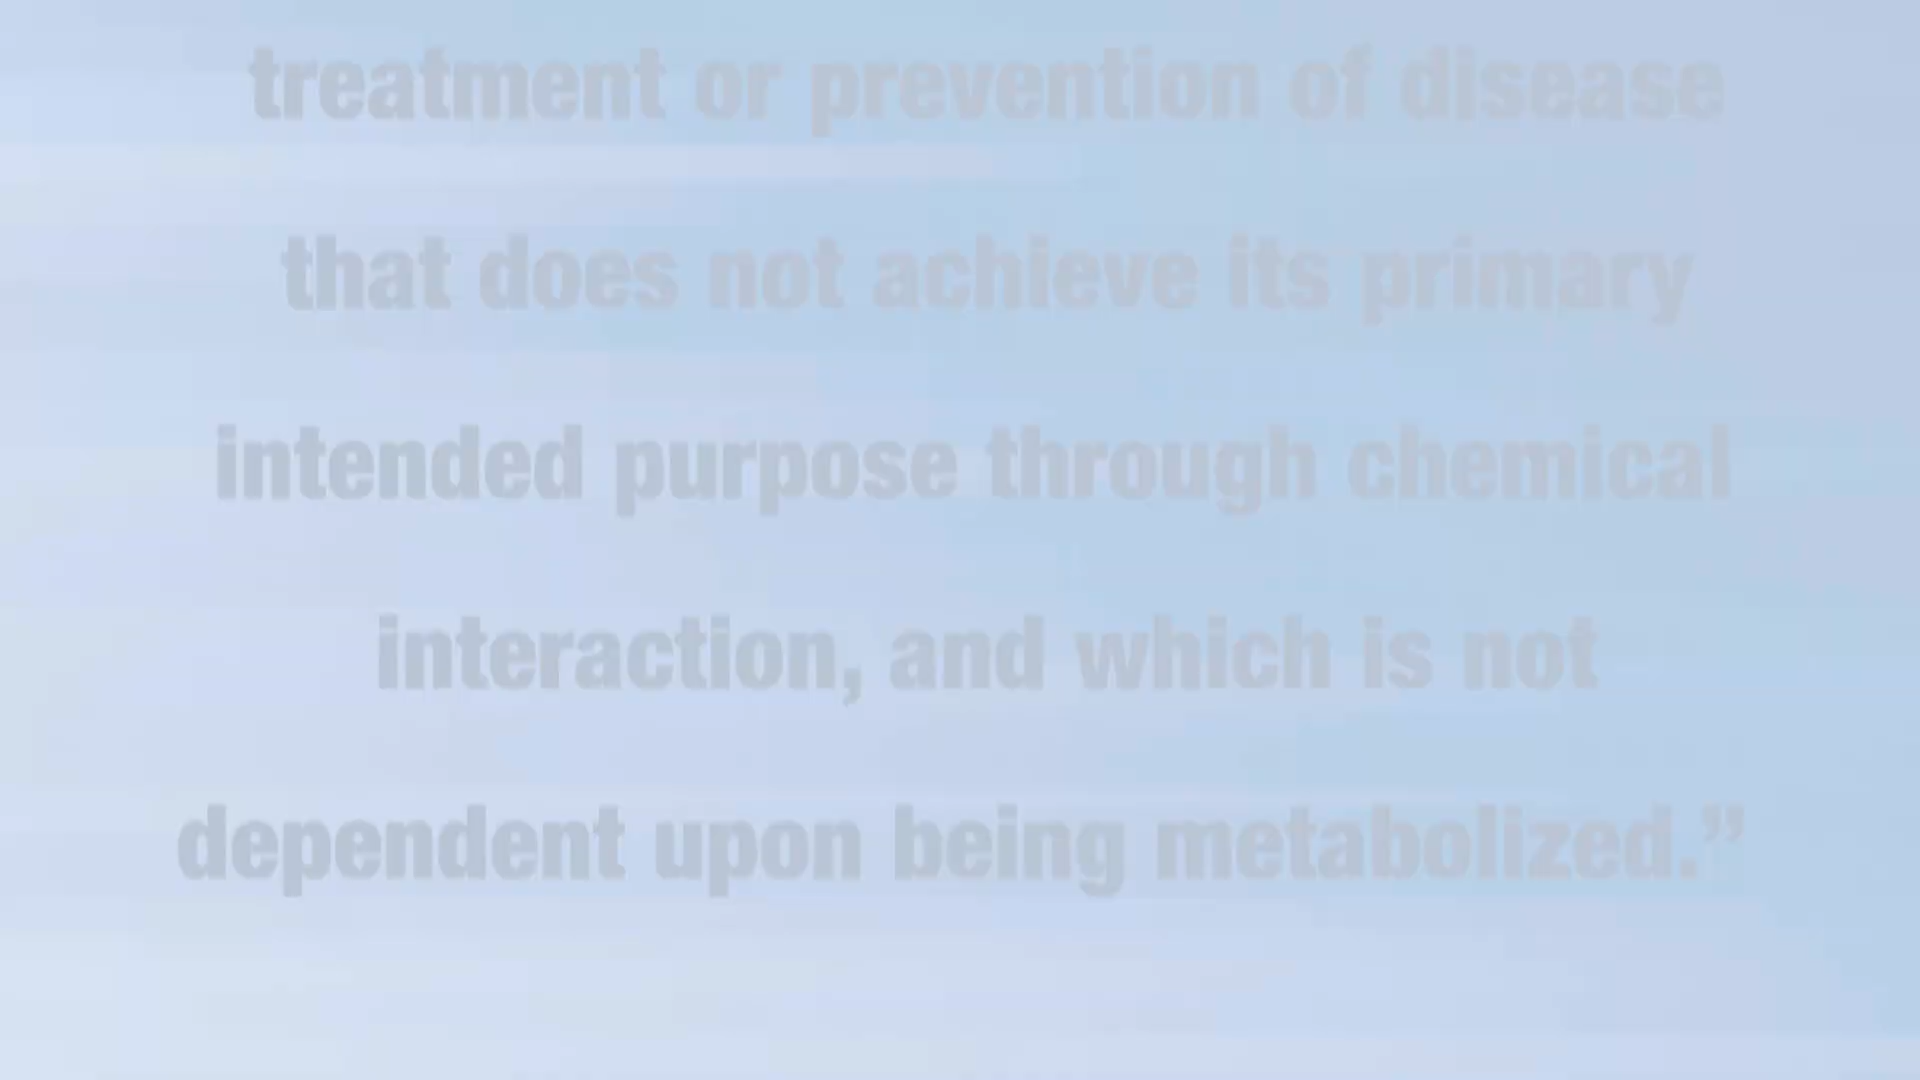 treatment or prevention of disease
that does not achieve its primary
intended purpose through chemical
interaction, and which is not
dependent upon being metabolized.”